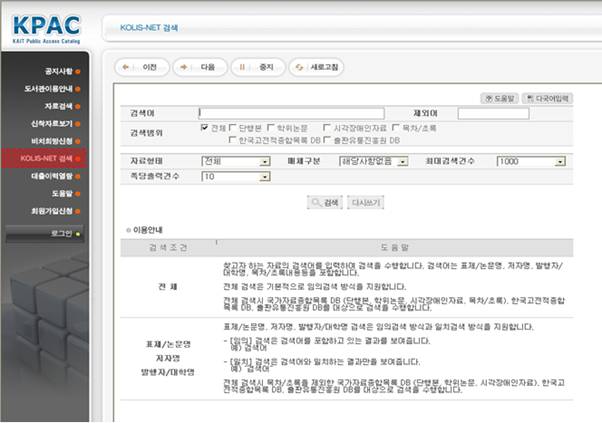 KPAC
KAIT Public Access Catalog
KOLIS-NET 검색
공지사항
도서관이용안내
자료검색
신착자료보기
비치희망신청
KOLIS-NET 검색
대출이력열람
도움말
회원가입신청
로그인
이전
다음
중지
새로고침
도움말
다국어입력
검색어
제외어
검색범위
전체 단행본 학위논문 시각장애인자료 목차/초록
한국고전적종합목록 DB 출판유통진흥원 DB
자료형태 전체 매체구분 해당사항없음 최대검색건수 1000
쪽당출력건수 10
검색 다시쓰기
이용안내
검 색 조 건 도 움 말
전 체
찾고자 하는 자료의 검색어를 입력하여 검색을 수행합니다. 검색어는 표제/논문명, 저자명, 발행자/
대학명, 목차/초록내용등을 포함합니다.
전체 검색은 기본적으로 임의검색 방식을 지원합니다.
전체 검색시 국가자료종합목록 DB (단행본, 학위논문, 시각장애인자료, 목차/초록), 한국고전적종합
목록 DB, 출판유통진흥원 DB를 대상으로 검색을 수행합니다.
표제/논문명
저자명
발행자/대학명
표제/논문명, 저자명, 발행자/대학명 검색은 임의검색 방식과 일치검색 방식을 지원합니다.
- [임의] 검색은 검색어를 포함하고 있는 결과를 보여줍니다.
예) 검색어
- [일치] 검색은 검색어와 일치하는 결과만을 보여줍니다.
예) 검색어
전체 검색시 목차/초록을 제외한 국가자료종합목록 DB (단행본, 학위논문, 시각장애인자료), 한국고
전적종합목록 DB, 출판유통진흥원 DB를 대상으로 검색을 수행합니다.